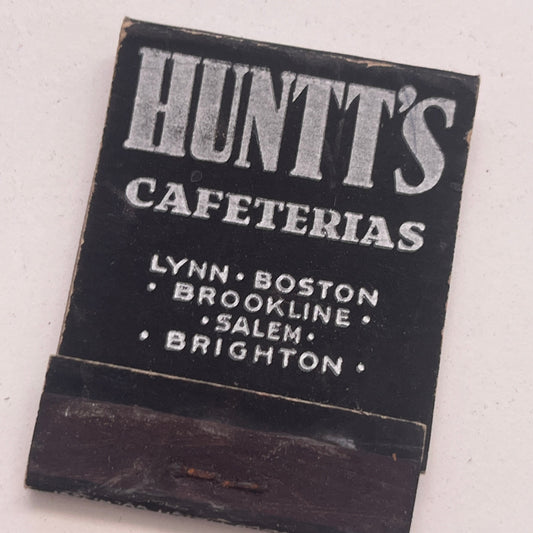 HUNTT'S
CAFETERIAS
LYNN • BOSTON
• BROOKLINE •
• SALEM •
• BRIGHTON •